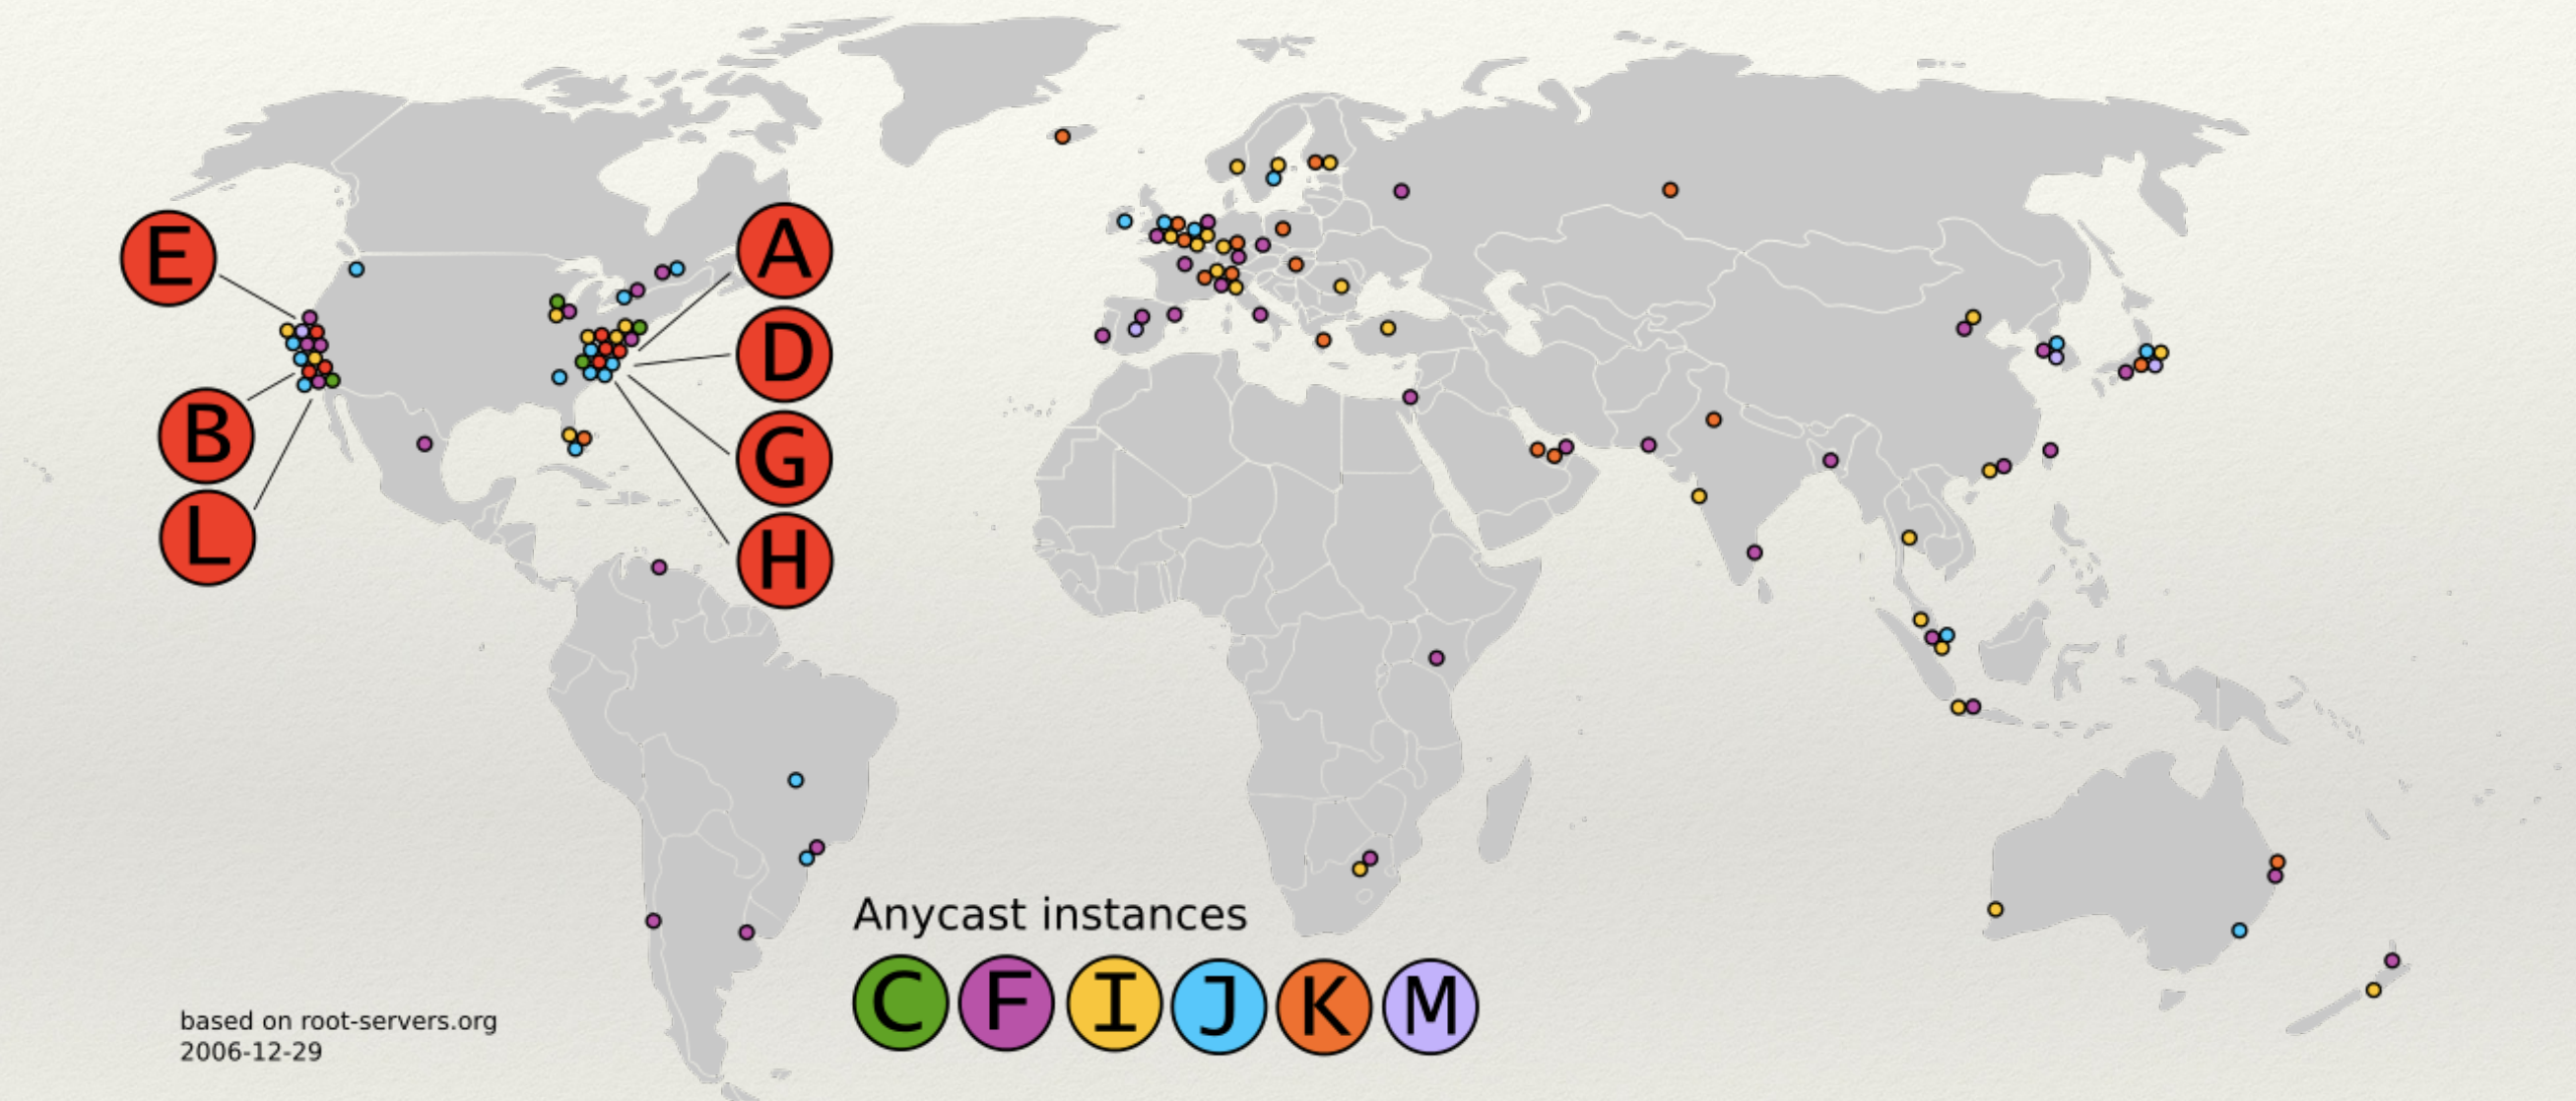 E
B
L
A
D
G
H
Anycast instances
C F I J K M
based on root-servers.org
2006-12-29